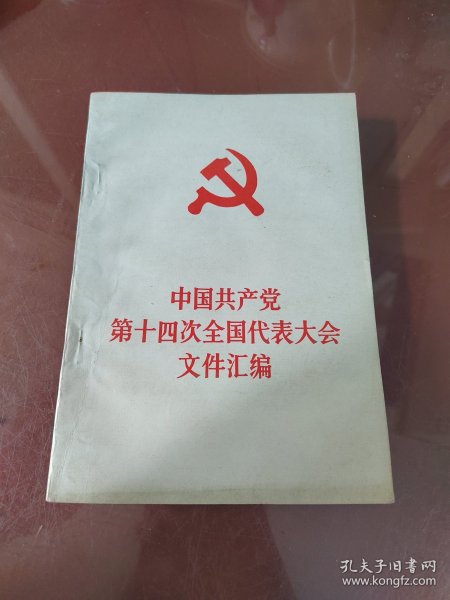 中国共产党
第十四次全国代表大会
文件汇编
孔夫子旧书网
www.kongfz.com